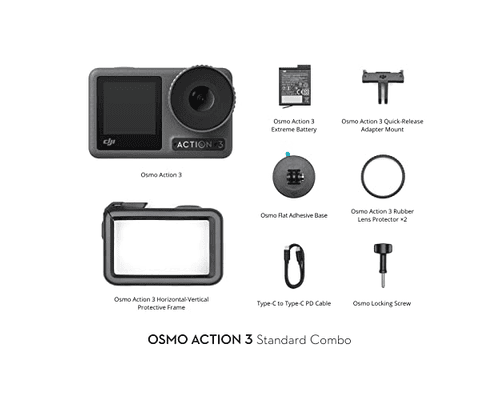 dji
ACTION 3
Osmo Action 3
Osmo Action 3
Extreme Battery
Osmo Action 3 Quick-Release
Adapter Mount
Osmo Flat Adhesive Base
Osmo Action 3 Rubber
Lens Protector ×2
Osmo Action 3 Horizontal-Vertical
Protective Frame
Type-C to Type-C PD Cable
Osmo Locking Screw
OSMO ACTION 3 Standard Combo